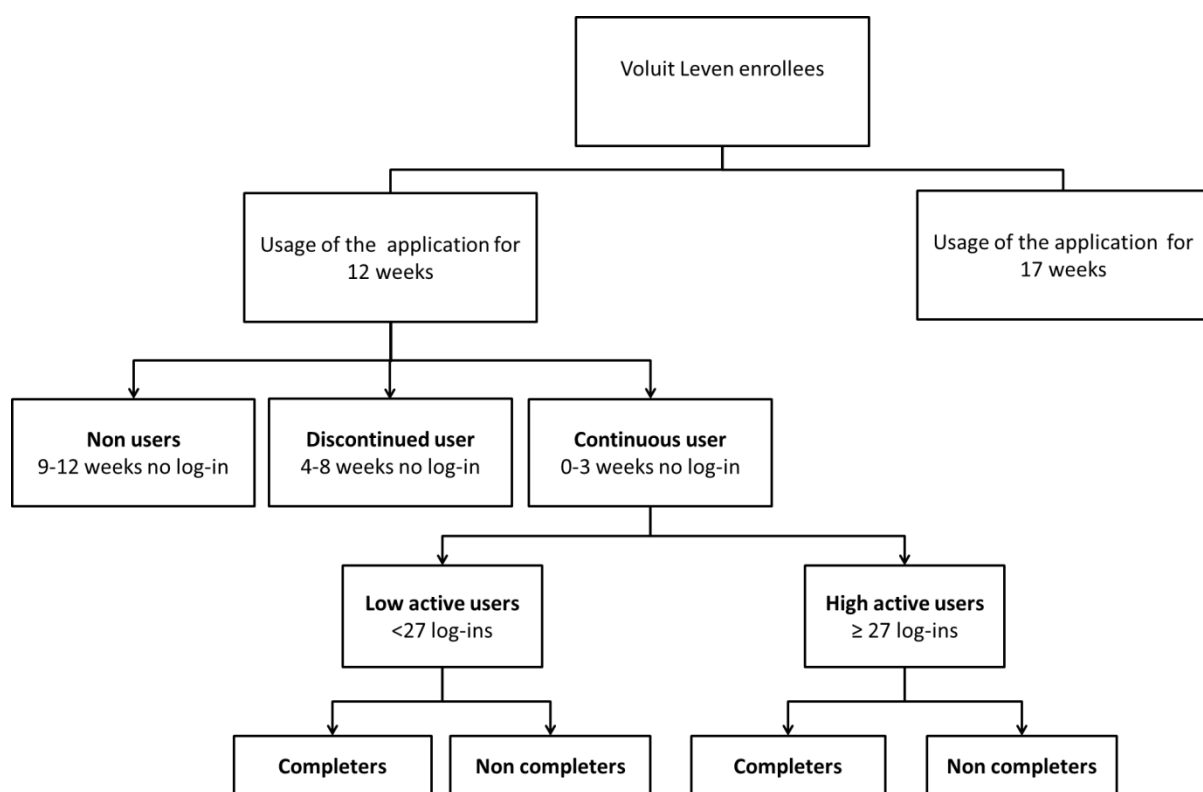 Voluit Leven enrollees
Usage of the application for
12 weeks
Usage of the application for
17 weeks
Non users
9-12 weeks no log-in
Discontinued user
4-8 weeks no log-in
Continuous user
0-3 weeks no log-in
Low active users
<27 log-ins
High active users
≥ 27 log-ins
Completers
Non completers
Completers
Non completers